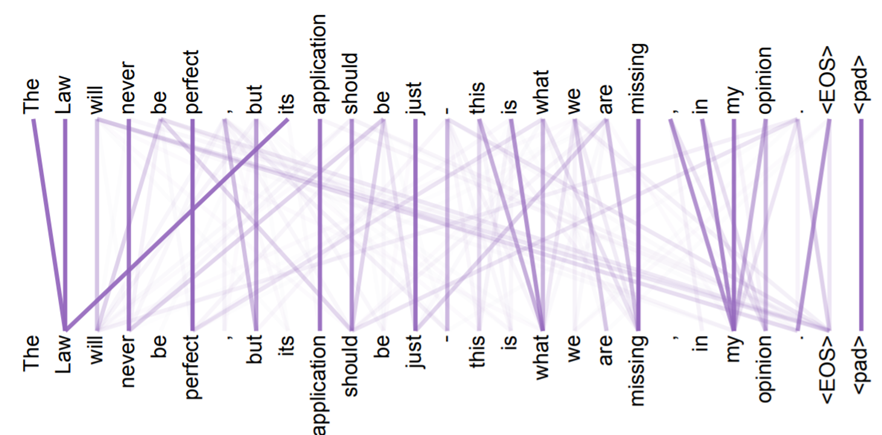 The Law will never be perfect , but its application should be just - this is what we are missing , in my opinion . <EOS> <pad>
The Law will never be perfect , but its application should be just - this is what we are missing , in my opinion . <EOS> <pad>